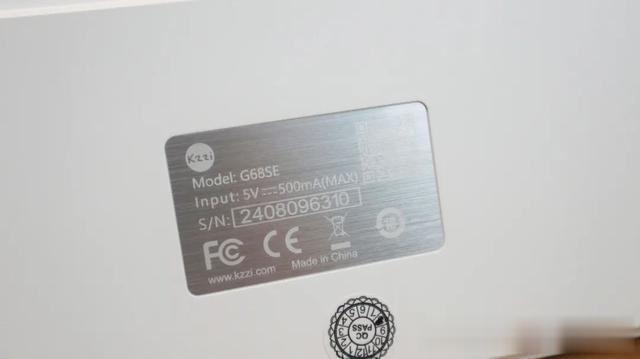 Kzzi
Model: G68SE
Input: 5V⎓500mA(MAX)
S/N: 2408096310
FC CE
www.kzzi.com Made in China
QC
PASS